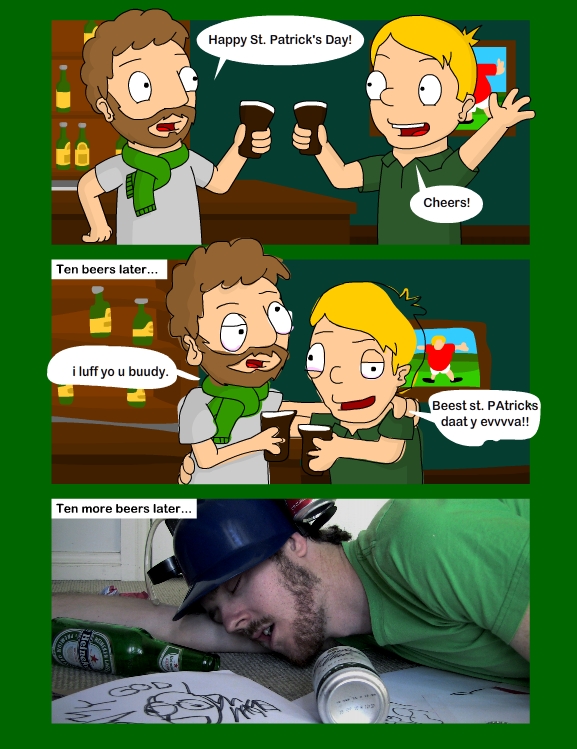 Happy St. Patrick's Day!
Cheers!
Ten beers later...
i luff yo u buudy.
Beest st. PAtricks
daat y evvvva!!
Ten more beers later...
Heineken